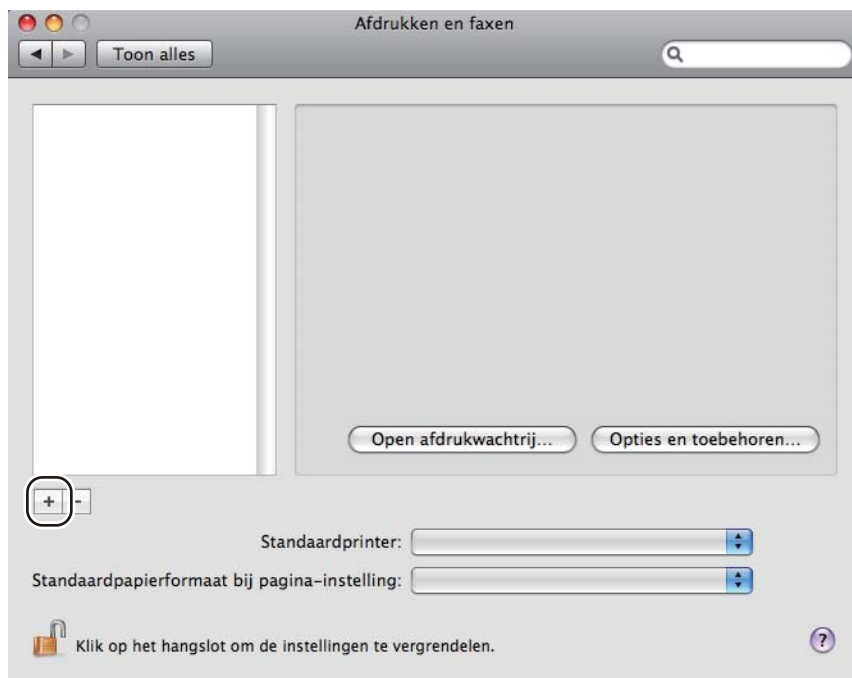 Afdrukken en faxen
Toon alles
Open afdrukwachtrij... Opties en toebehoren...
+ -
Standaardprinter:
Standaardpapierformaat bij pagina-instelling:
Klik op het hangslot om de instellingen te vergrendelen. ?